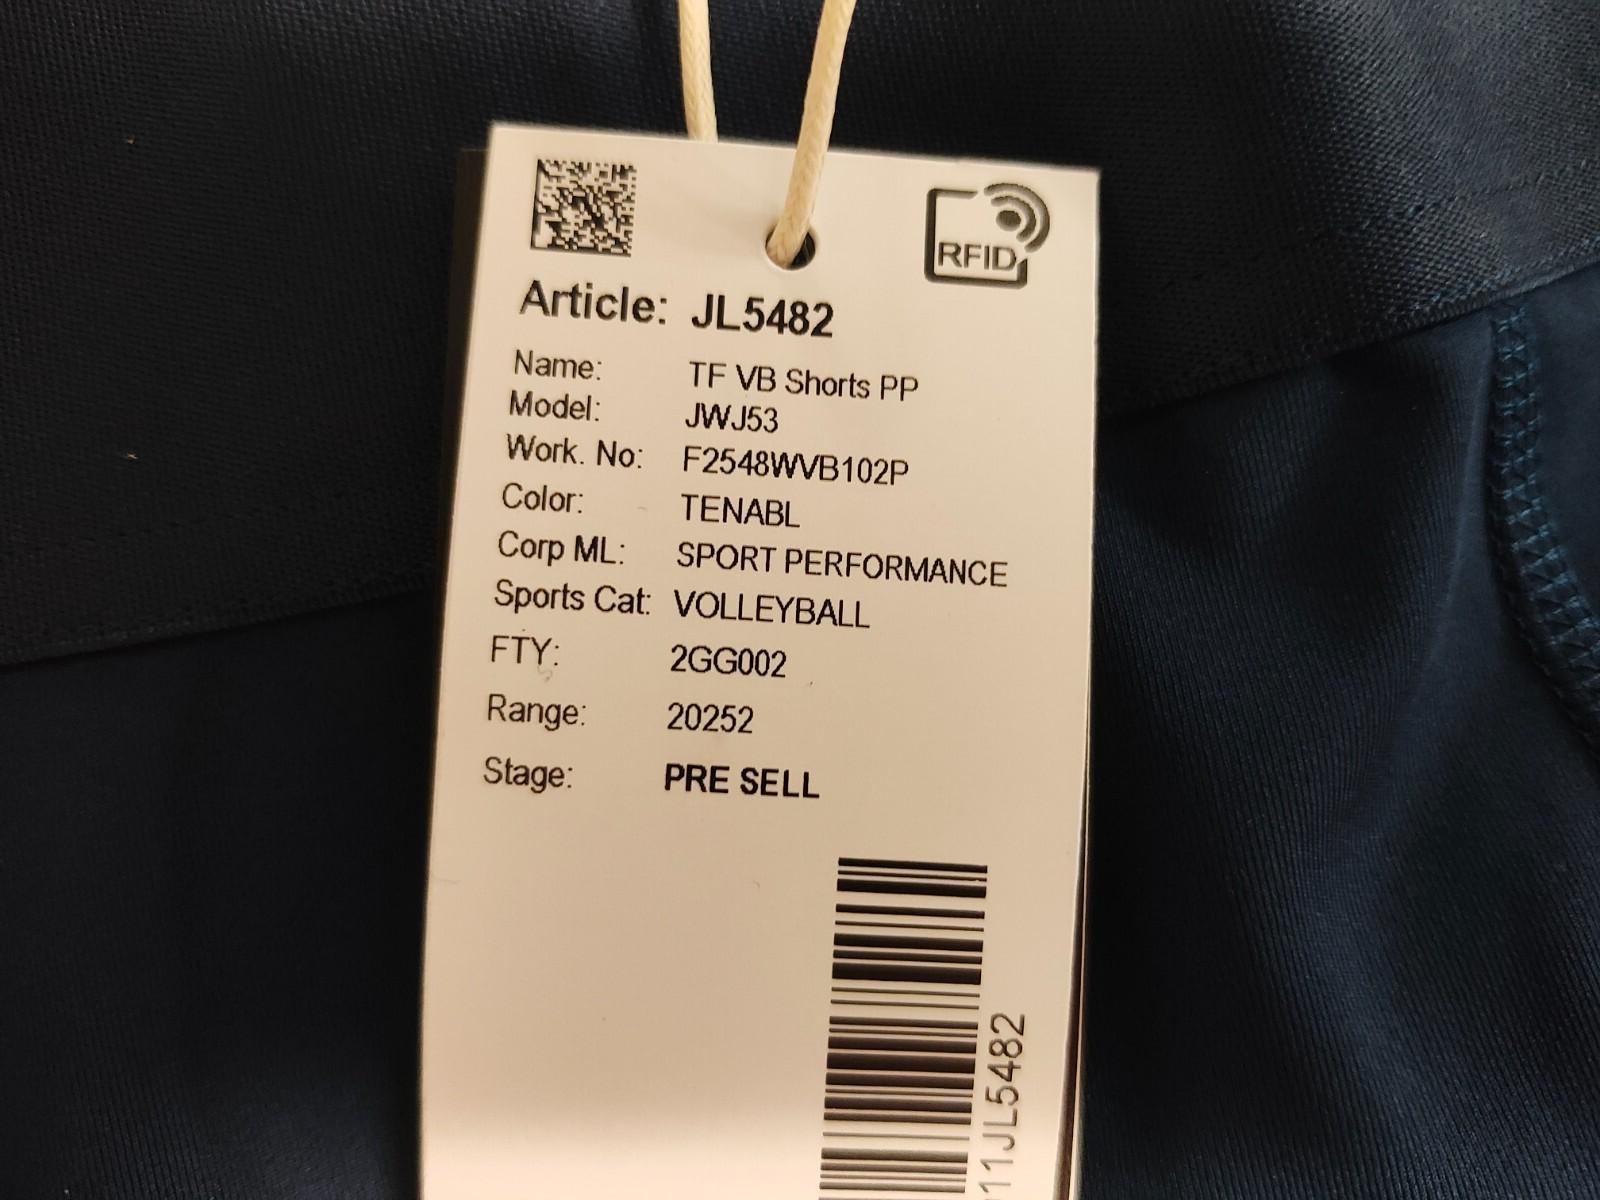 RFID
Article: JL5482
Name: TF VB Shorts PP
Model: JWJ53
Work. No: F2548WVB102P
Color: TENABL
Corp ML: SPORT PERFORMANCE
Sports Cat: VOLLEYBALL
FTY: 2GG002
Range: 20252
Stage: PRE SELL
11JL5482